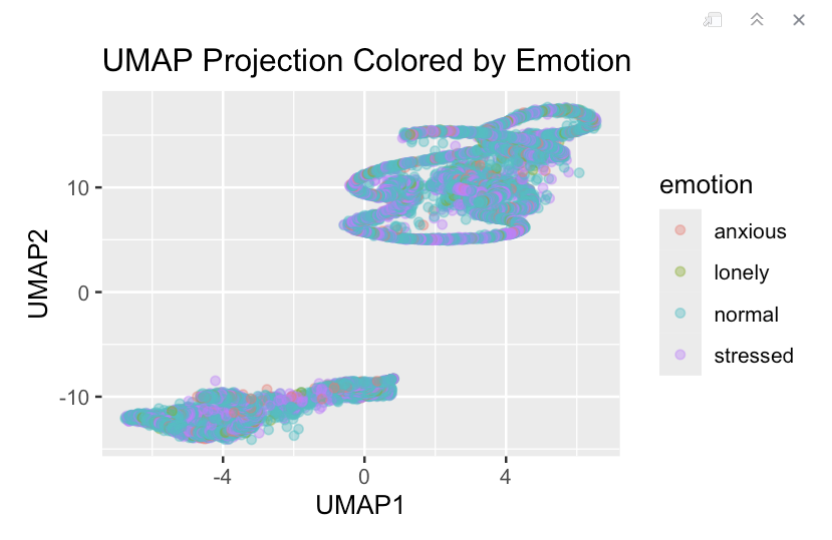 UMAP Projection Colored by Emotion
10
0
-10
UMAP2
-4
0
4
UMAP1
emotion
anxious
lonely
normal
stressed